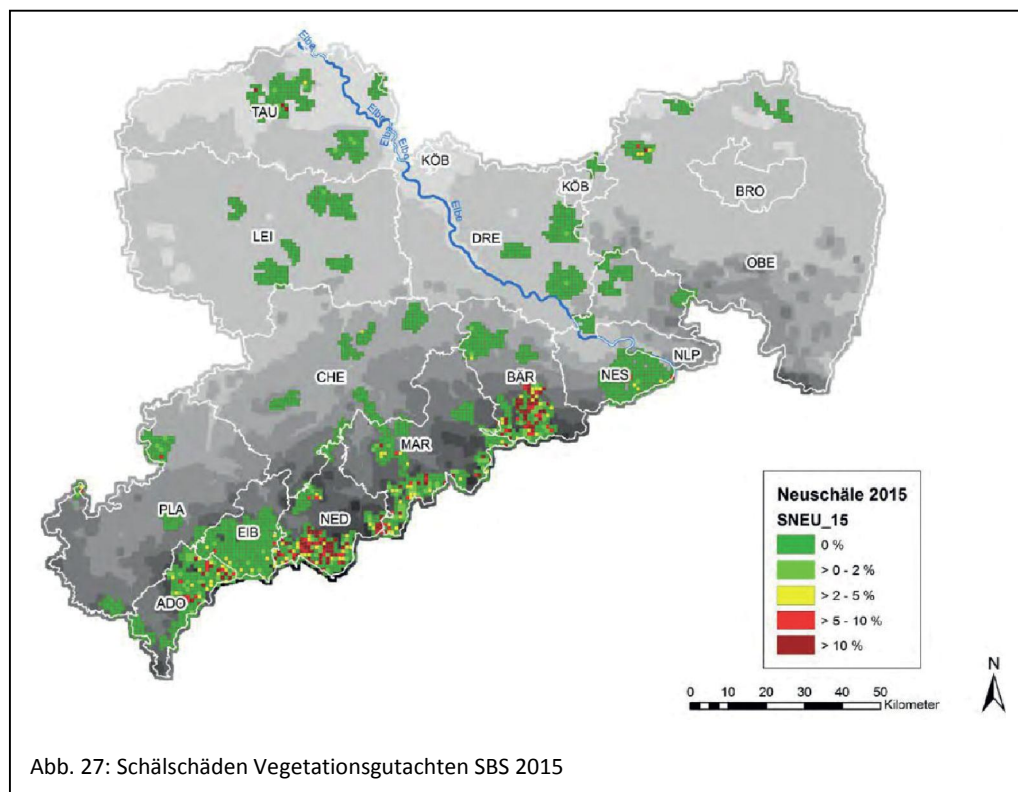 Elbe
TAU
Elbe
Elbe
Elbe
Elbe
KÖB
KÖB
BRO
LEI
Elbe
DRE
OBE
NLP
CHE
BÄR
NES
MAR
PLA
EIB
NED
ADO
Neuschäle 2015
SNEU_15
0 %
> 0 - 2 %
> 2 - 5 %
> 5 - 10 %
> 10 %
N
0 10 20 30 40 50
Kilometer
Abb. 27: Schälschäden Vegetationsgutachten SBS 2015